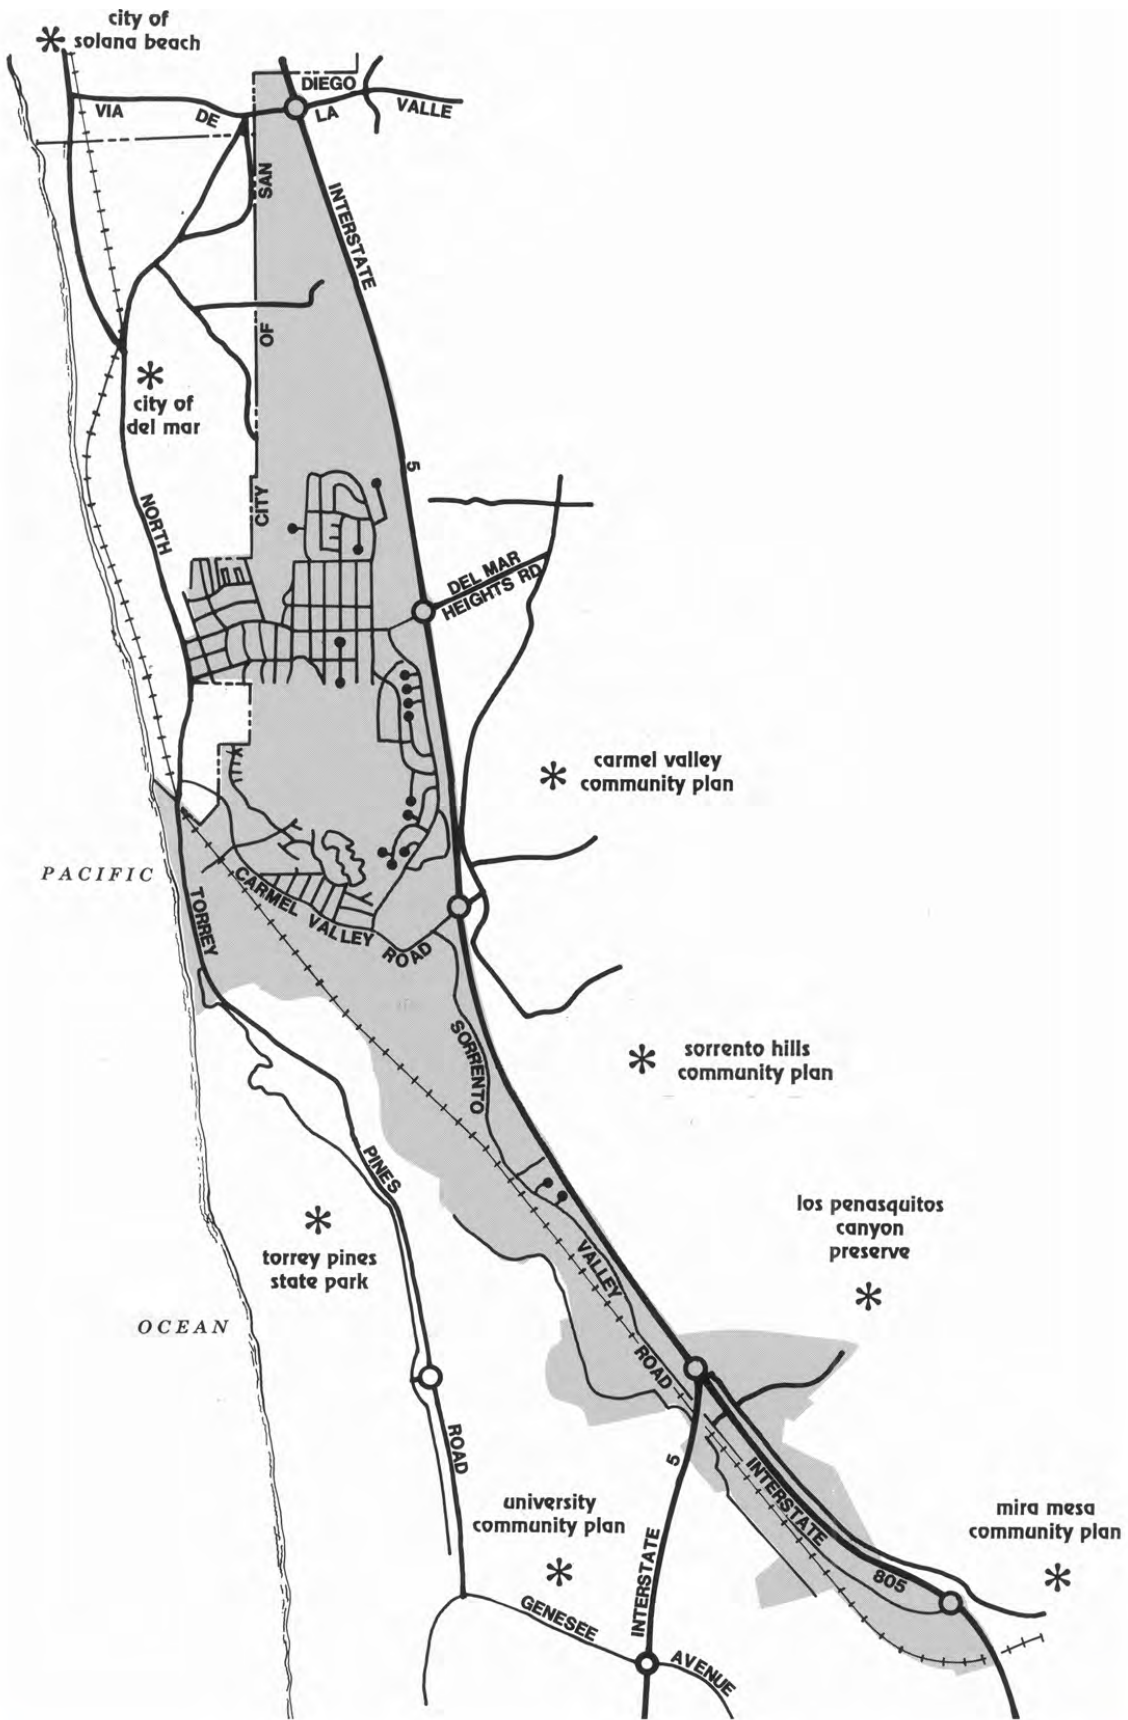 city of
solana beach
DIEGO
VIA DE LA VALLE
SAN
INTERSTATE
OF
city of
del mar
5
CITY
NORTH
DEL MAR
HEIGHTS RD
carmel valley
community plan
PACIFIC
CARMEL VALLEY ROAD
TORREY
SORRENTO
sorrento hills
community plan
PINES
los penasquitos
canyon
preserve
torrey pines
state park
VALLEY
OCEAN
ROAD
ROAD
5
INTERSTATE
university
community plan
mira mesa
community plan
805
INTERSTATE
GENESEE
AVENUE